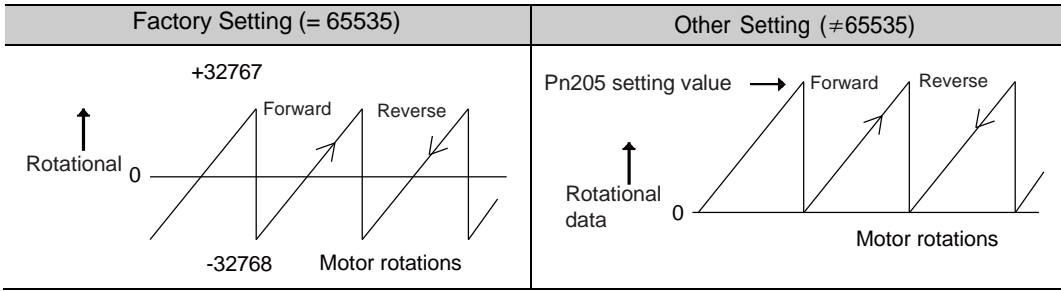 Factory Setting (= 65535)
Other Setting (≠65535)
+32767
Forward
Reverse
Rotational
0
-32768
Motor rotations
Pn205 setting value
Forward
Reverse
Rotational
data
0
Motor rotations